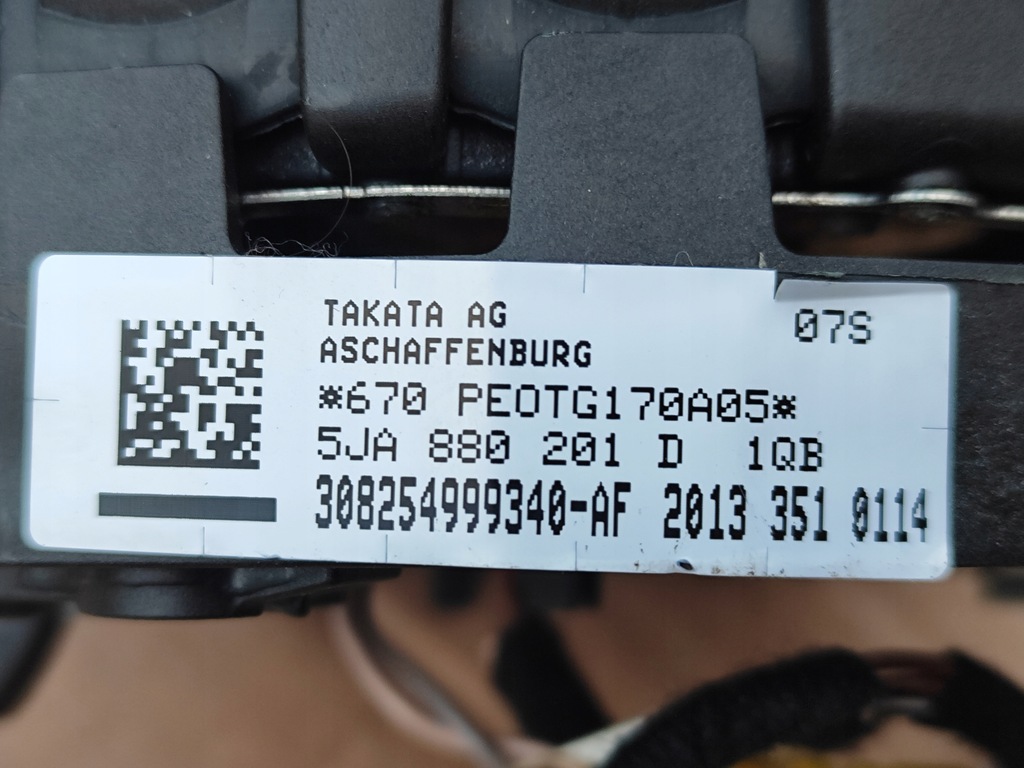 TAKATA AG
07S
ASCHAFFENBURG
*670 PEOTG170A05*
5JA 880 201 D 1QB
308254999340-AF 2013 351 0114